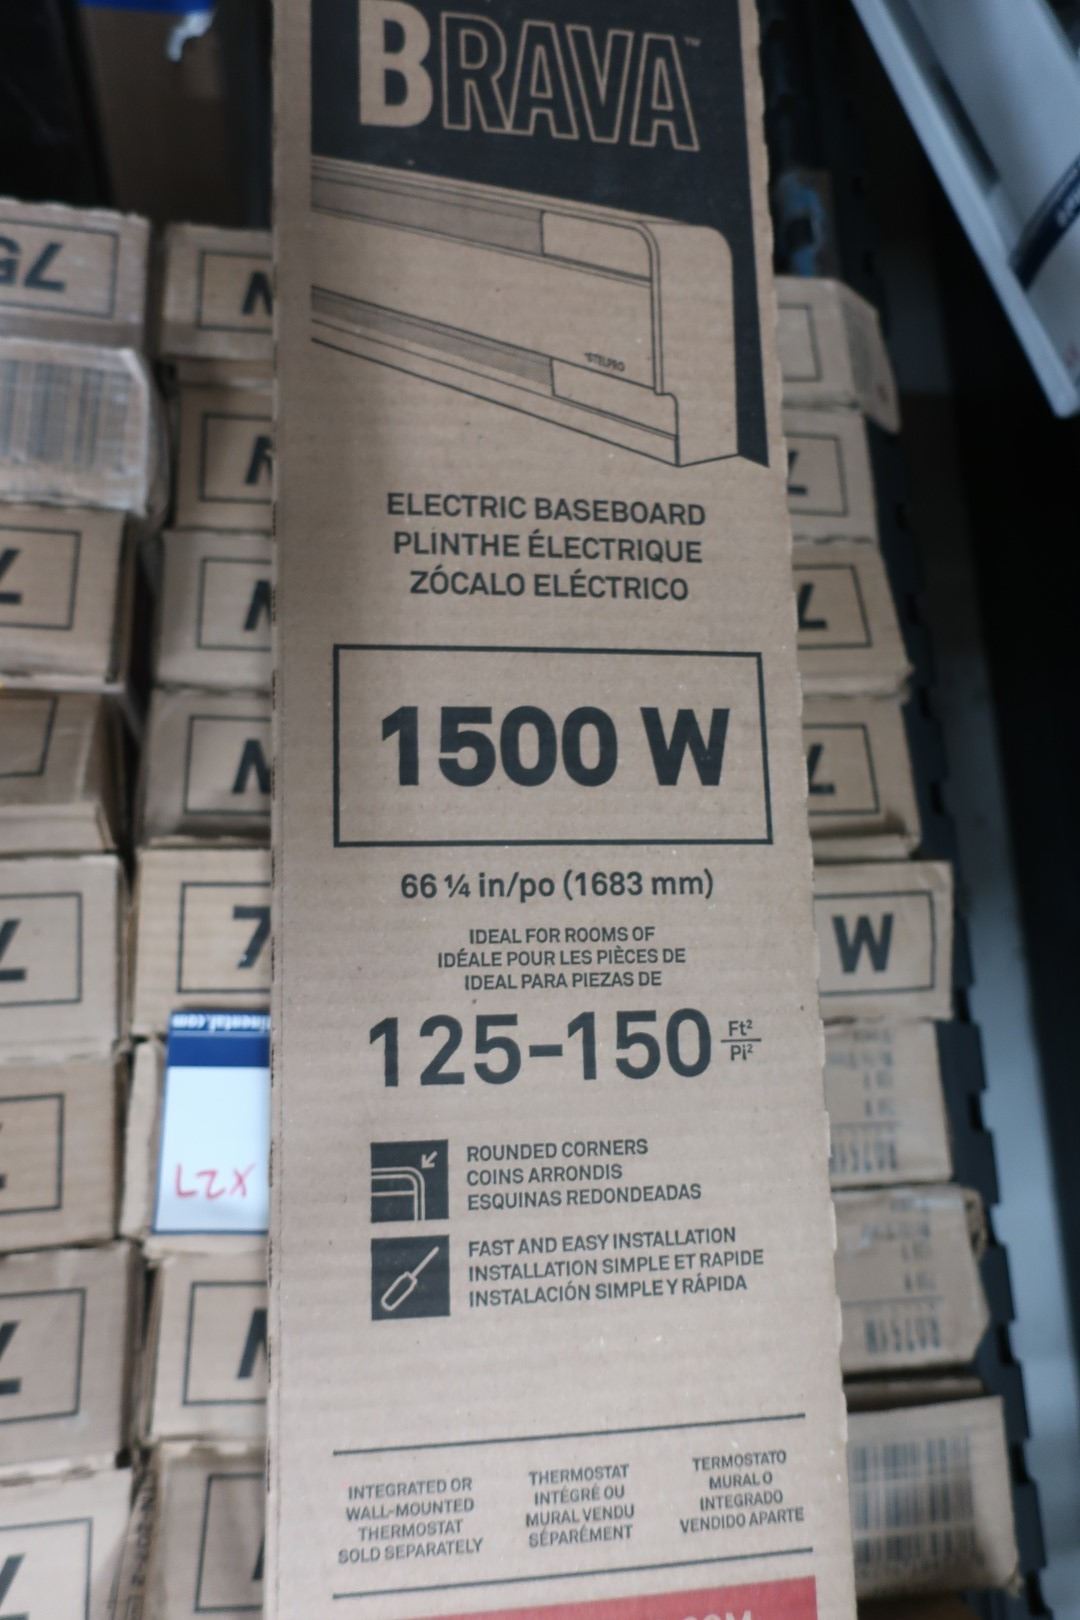 BRAVA™
STELPRO
ELECTRIC BASEBOARD
PLINTHE ÉLECTRIQUE
ZÓCALO ELÉCTRICO
1500 W
66 ¼ in/po (1683 mm)
IDEAL FOR ROOMS OF
IDÉALE POUR LES PIÈCES DE
IDEAL PARA PIEZAS DE
125-150 Ft²
Pi²
ROUNDED CORNERS
COINS ARRONDIS
ESQUINAS REDONDEADAS
FAST AND EASY INSTALLATION
INSTALLATION SIMPLE ET RAPIDE
INSTALACIÓN SIMPLE Y RÁPIDA
INTEGRATED OR
WALL-MOUNTED
THERMOSTAT
SOLD SEPARATELY
THERMOSTAT
INTÉGRÉ OU
MURAL VENDU
SÉPARÉMENT
TERMOSTATO
MURAL O
INTEGRADO
VENDIDO APARTE
W